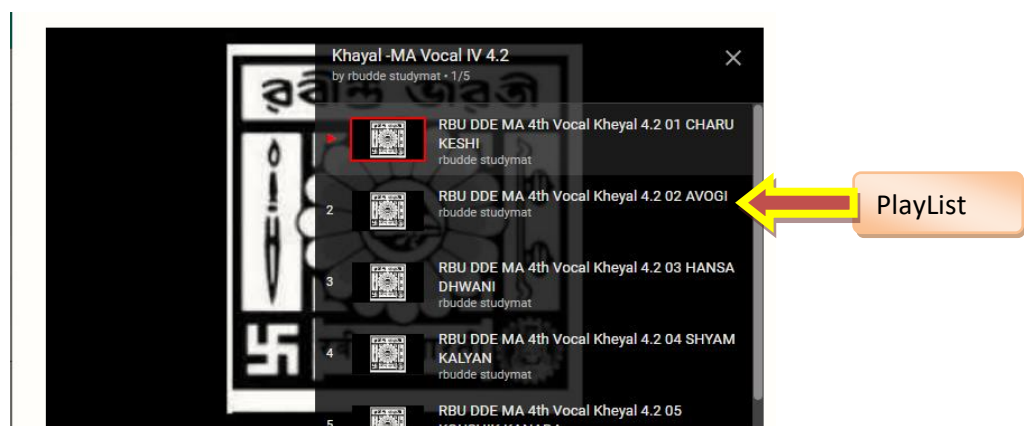 Khayal -MA Vocal IV 4.2
by rbudde studymat • 1/5
রবীন্দ্র ভারতী
RBU DDE MA 4th Vocal Kheyal 4.2 01 CHARU
KESHI
rbudde studymat
2
RBU DDE MA 4th Vocal Kheyal 4.2 02 AVOGI
rbudde studymat
PlayList
3
RBU DDE MA 4th Vocal Kheyal 4.2 03 HANSA
DHWANI
rbudde studymat
4
RBU DDE MA 4th Vocal Kheyal 4.2 04 SHYAM
KALYAN
rbudde studymat
5
RBU DDE MA 4th Vocal Kheyal 4.2 05